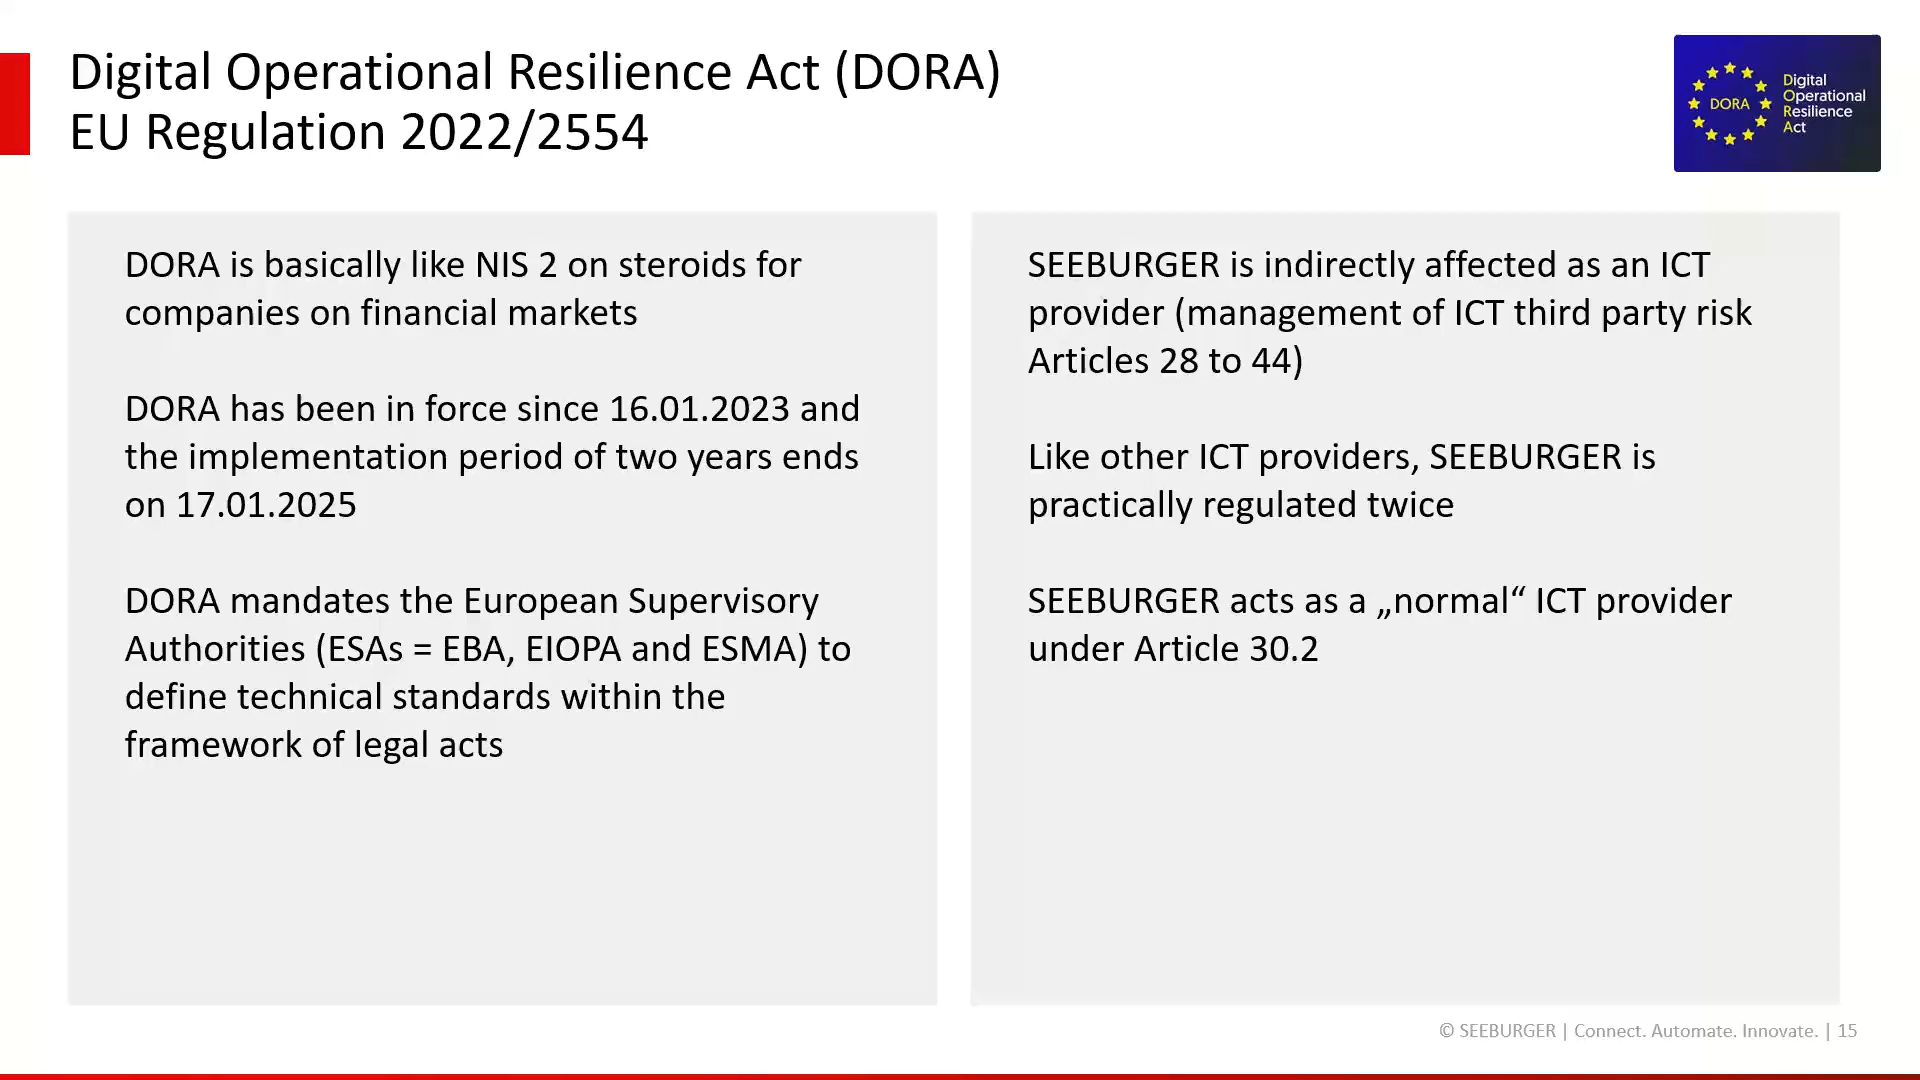 Digital Operational Resilience Act (DORA)
EU Regulation 2022/2554
DORA
Digital
Operational
Resilience
Act
DORA is basically like NIS 2 on steroids for
companies on financial markets
DORA has been in force since 16.01.2023 and
the implementation period of two years ends
on 17.01.2025
DORA mandates the European Supervisory
Authorities (ESAs = EBA, EIOPA and ESMA) to
define technical standards within the
framework of legal acts
SEEBURGER is indirectly affected as an ICT
provider (management of ICT third party risk
Articles 28 to 44)
Like other ICT providers, SEEBURGER is
practically regulated twice
SEEBURGER acts as a „normal“ ICT provider
under Article 30.2
© SEEBURGER | Connect. Automate. Innovate. | 15